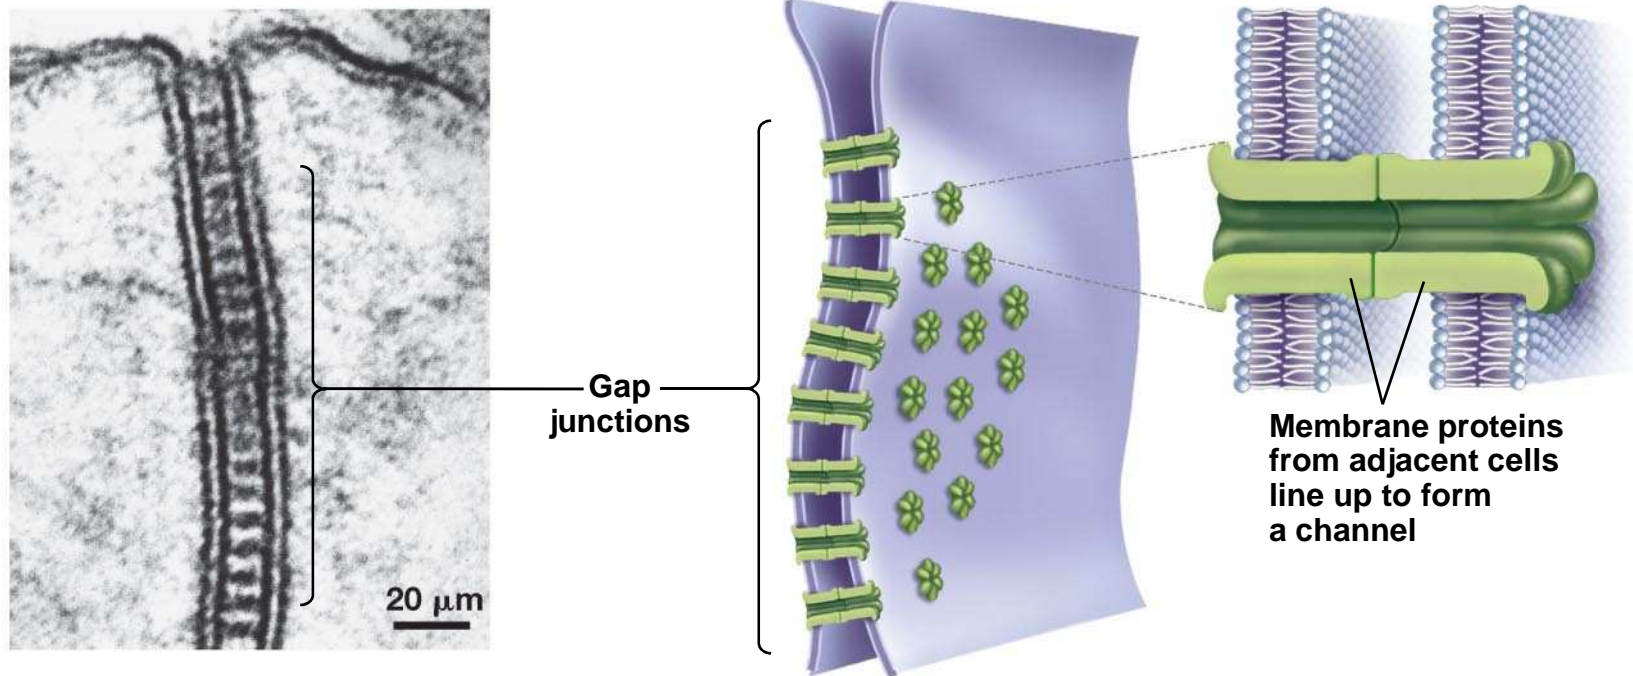 Gap
junctions
20 μm
Membrane proteins
from adjacent cells
line up to form
a channel